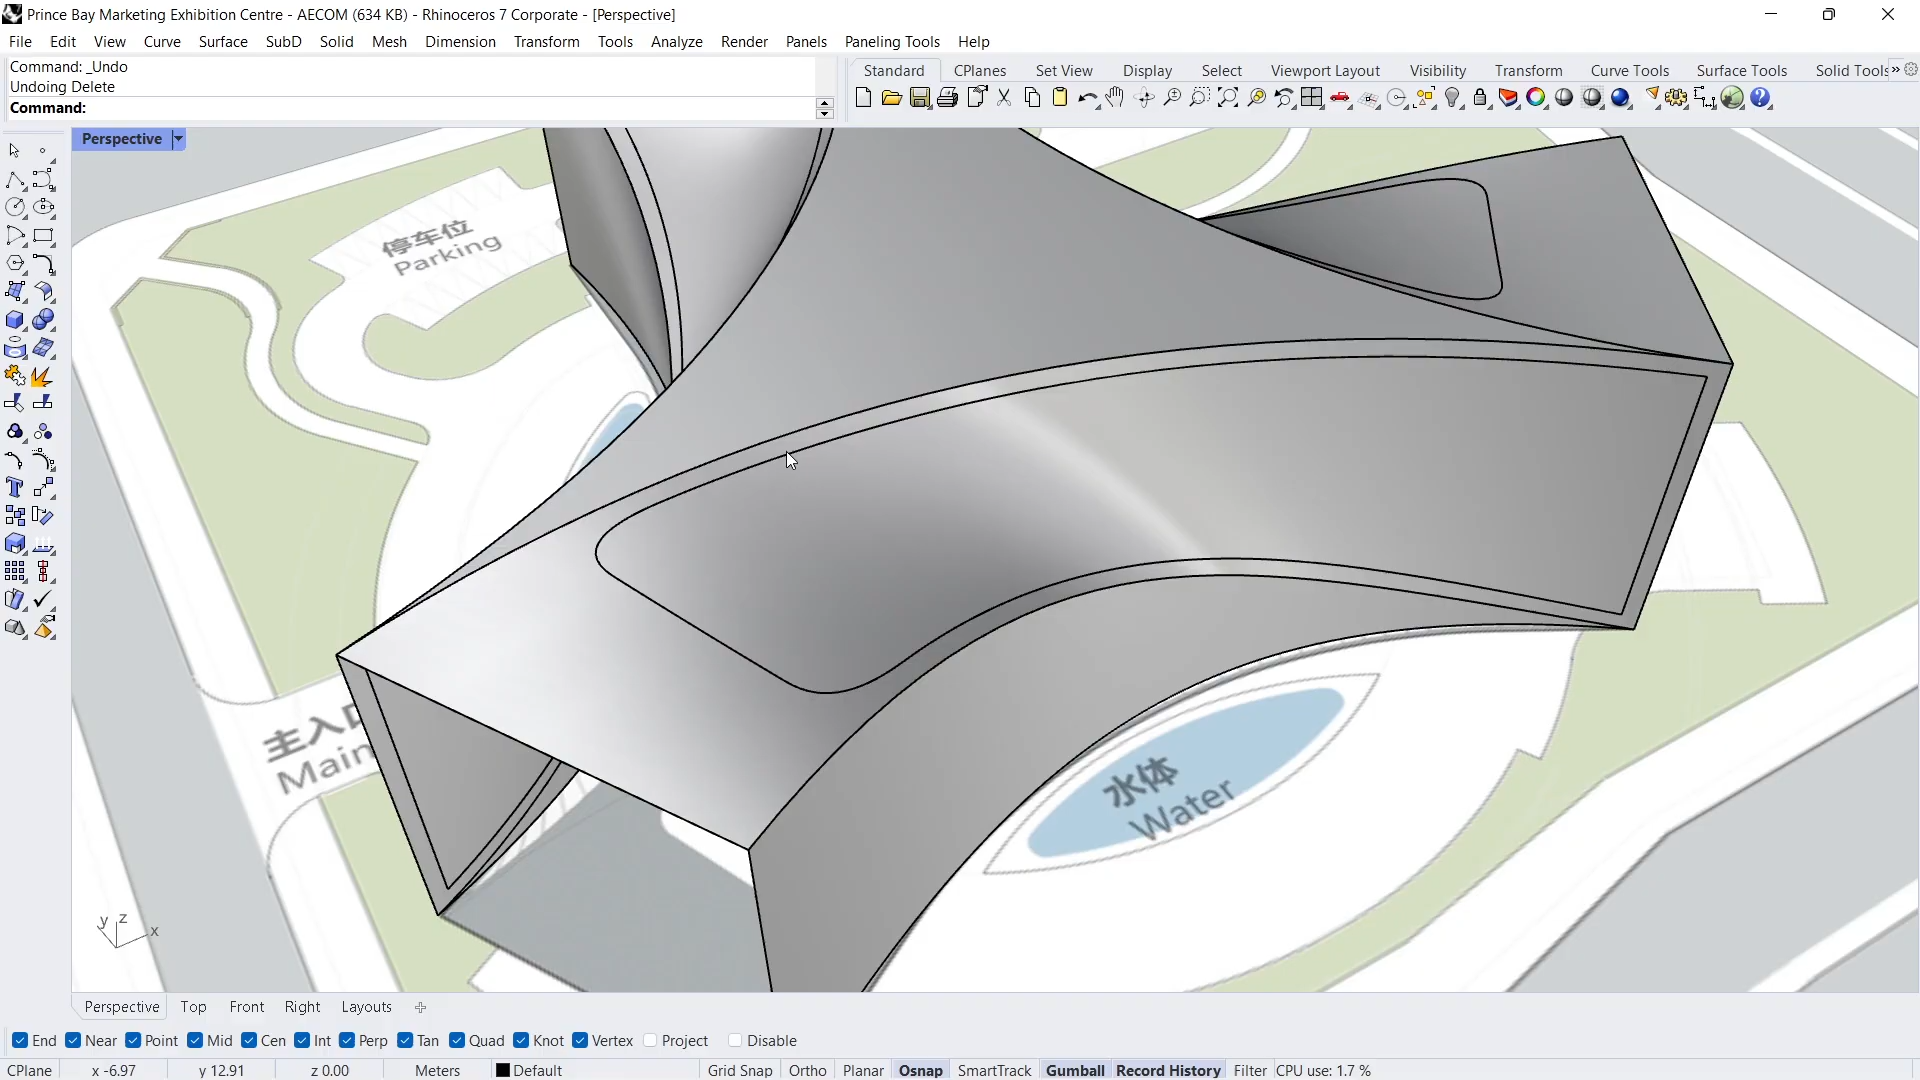 Prince Bay Marketing Exhibition Centre - AECOM (634 KB) - Rhinoceros 7 Corporate - [Perspective]
File Edit View Curve Surface SubD Solid Mesh Dimension Transform Tools Analyze Render Panels Paneling Tools Help
Command: _Undo
Undoing Delete
Command:
Standard CPlanes Set View Display Select Viewport Layout Visibility Transform Curve Tools Surface Tools Solid Tools »
Perspective
停车位
Parking
主入
Main
水体
Water
y z x
Perspective Top Front Right Layouts
End Near Point Mid Cen Int Perp Tan Quad Knot Vertex Project Disable
CPlane x -6.97 y 12.91 z 0.00 Meters Default Grid Snap Ortho Planar Osnap SmartTrack Gumball Record History Filter CPU use: 1.7 %